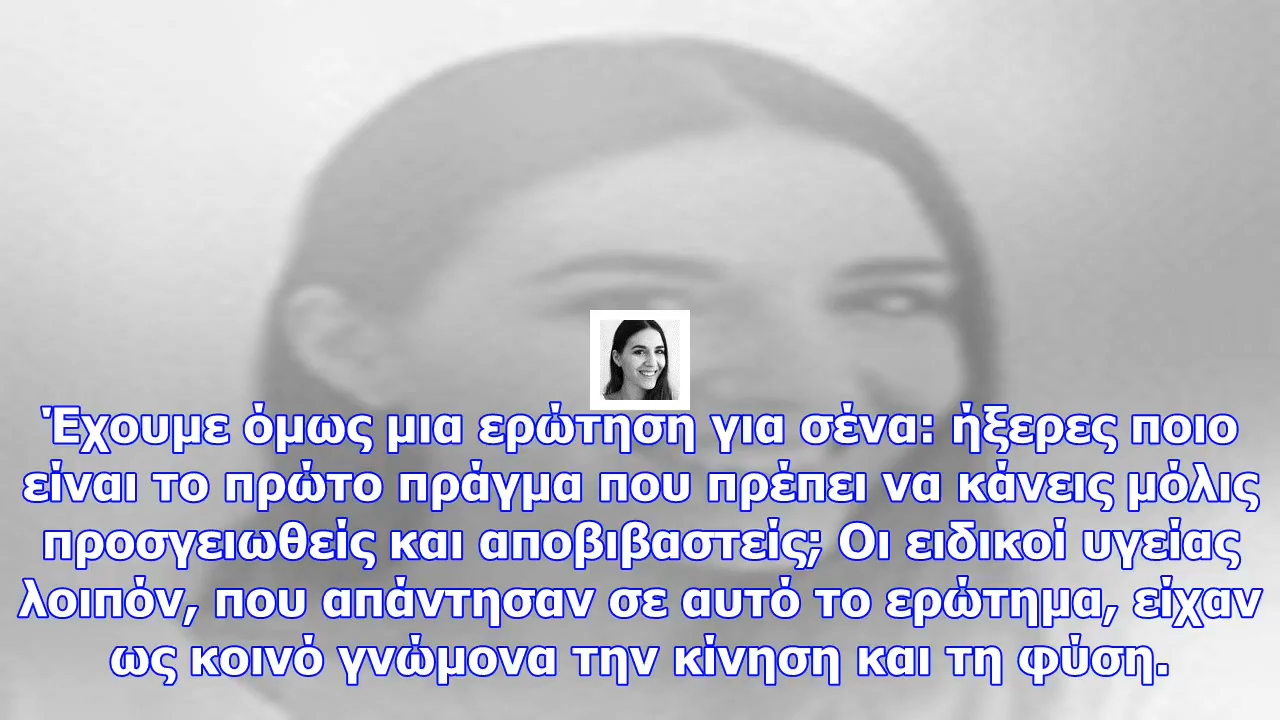 Έχουμε όμως μια ερώτηση για σένα: ήξερες ποιο
είναι το πρώτο πράγμα που πρέπει να κάνεις μόλις
προσγειωθείς και αποβιβαστείς; Οι ειδικοί υγείας
λοιπόν, που απάντησαν σε αυτό το ερώτημα, είχαν
ως κοινό γνώμονα την κίνηση και τη φύση.